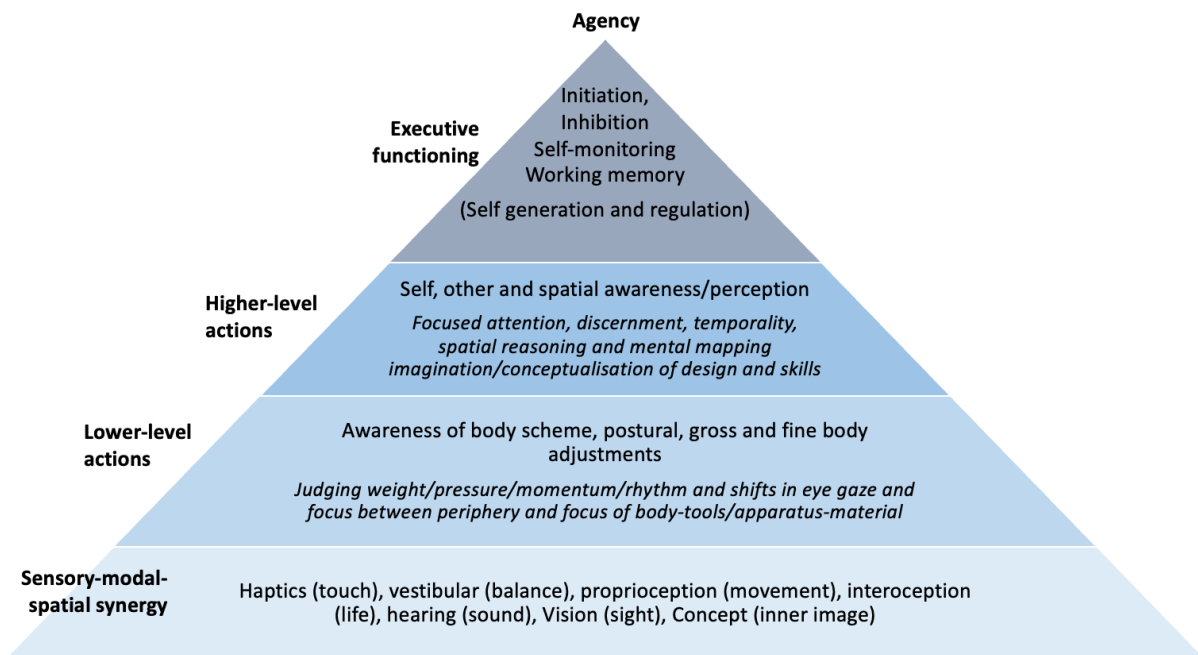 Agency
Executive
functioning
Initiation,
Inhibition
Self-monitoring
Working memory
(Self generation and regulation)
Higher-level
actions
Self, other and spatial awareness/perception
Focused attention, discernment, temporality,
spatial reasoning and mental mapping
imagination/conceptualisation of design and skills
Lower-level
actions
Awareness of body scheme, postural, gross and fine body
adjustments
Judging weight/pressure/momentum/rhythm and shifts in eye gaze and
focus between periphery and focus of body-tools/apparatus-material
Sensory-modal-
spatial synergy
Haptics (touch), vestibular (balance), proprioception (movement), interoception
(life), hearing (sound), Vision (sight), Concept (inner image)